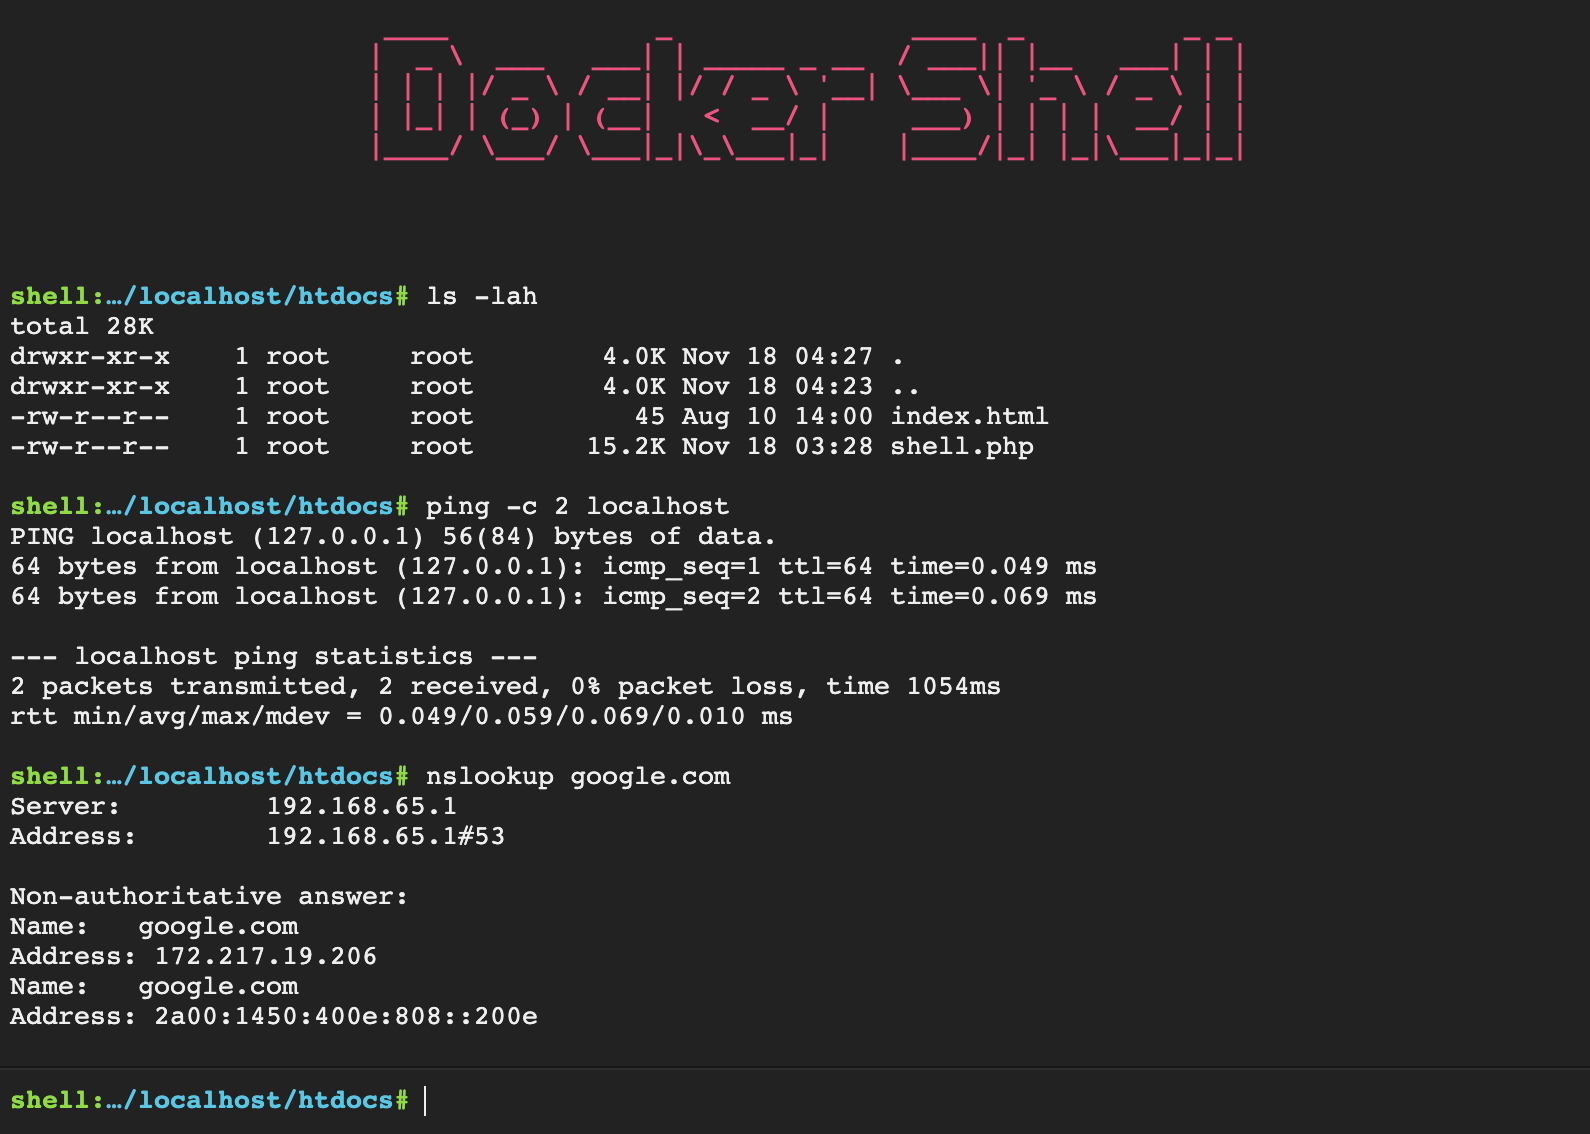 Docker Shell
shell:…/localhost/htdocs# ls -lah
total 28K
drwxr-xr-x    1 root     root        4.0K Nov 18 04:27 .
drwxr-xr-x    1 root     root        4.0K Nov 18 04:23 ..
-rw-r--r--    1 root     root          45 Aug 10 14:00 index.html
-rw-r--r--    1 root     root       15.2K Nov 18 03:28 shell.php
shell:…/localhost/htdocs# ping -c 2 localhost
PING localhost (127.0.0.1) 56(84) bytes of data.
64 bytes from localhost (127.0.0.1): icmp_seq=1 ttl=64 time=0.049 ms
64 bytes from localhost (127.0.0.1): icmp_seq=2 ttl=64 time=0.069 ms
--- localhost ping statistics ---
2 packets transmitted, 2 received, 0% packet loss, time 1054ms
rtt min/avg/max/mdev = 0.049/0.059/0.069/0.010 ms
shell:…/localhost/htdocs# nslookup google.com
Server:         192.168.65.1
Address:        192.168.65.1#53
Non-authoritative answer:
Name:   google.com
Address: 172.217.19.206
Name:   google.com
Address: 2a00:1450:400e:808::200e
shell:…/localhost/htdocs#